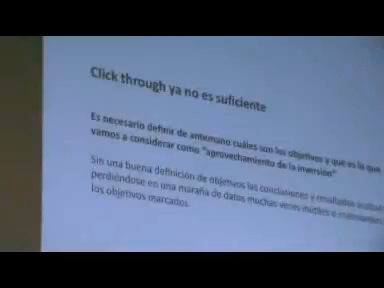 Click through ya no es suficiente
Es necesario definir de antemano cuáles son los objetivos y qué es lo que
vamos a considerar como "aprovechamiento de la inversión"
Sin una buena definición de objetivos las conclusiones y resultados
perdiéndose en una maraña de datos muchas veces inútiles o
los objetivos marcados.